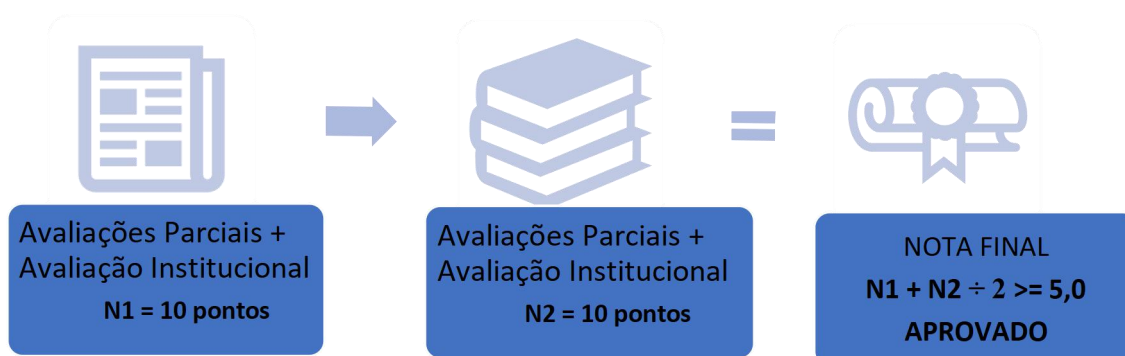 Avaliações Parciais +
Avaliação Institucional
N1 = 10 pontos
Avaliações Parciais +
Avaliação Institucional
N2 = 10 pontos
NOTA FINAL
N1 + N2 ÷ 2 >= 5,0
APROVADO